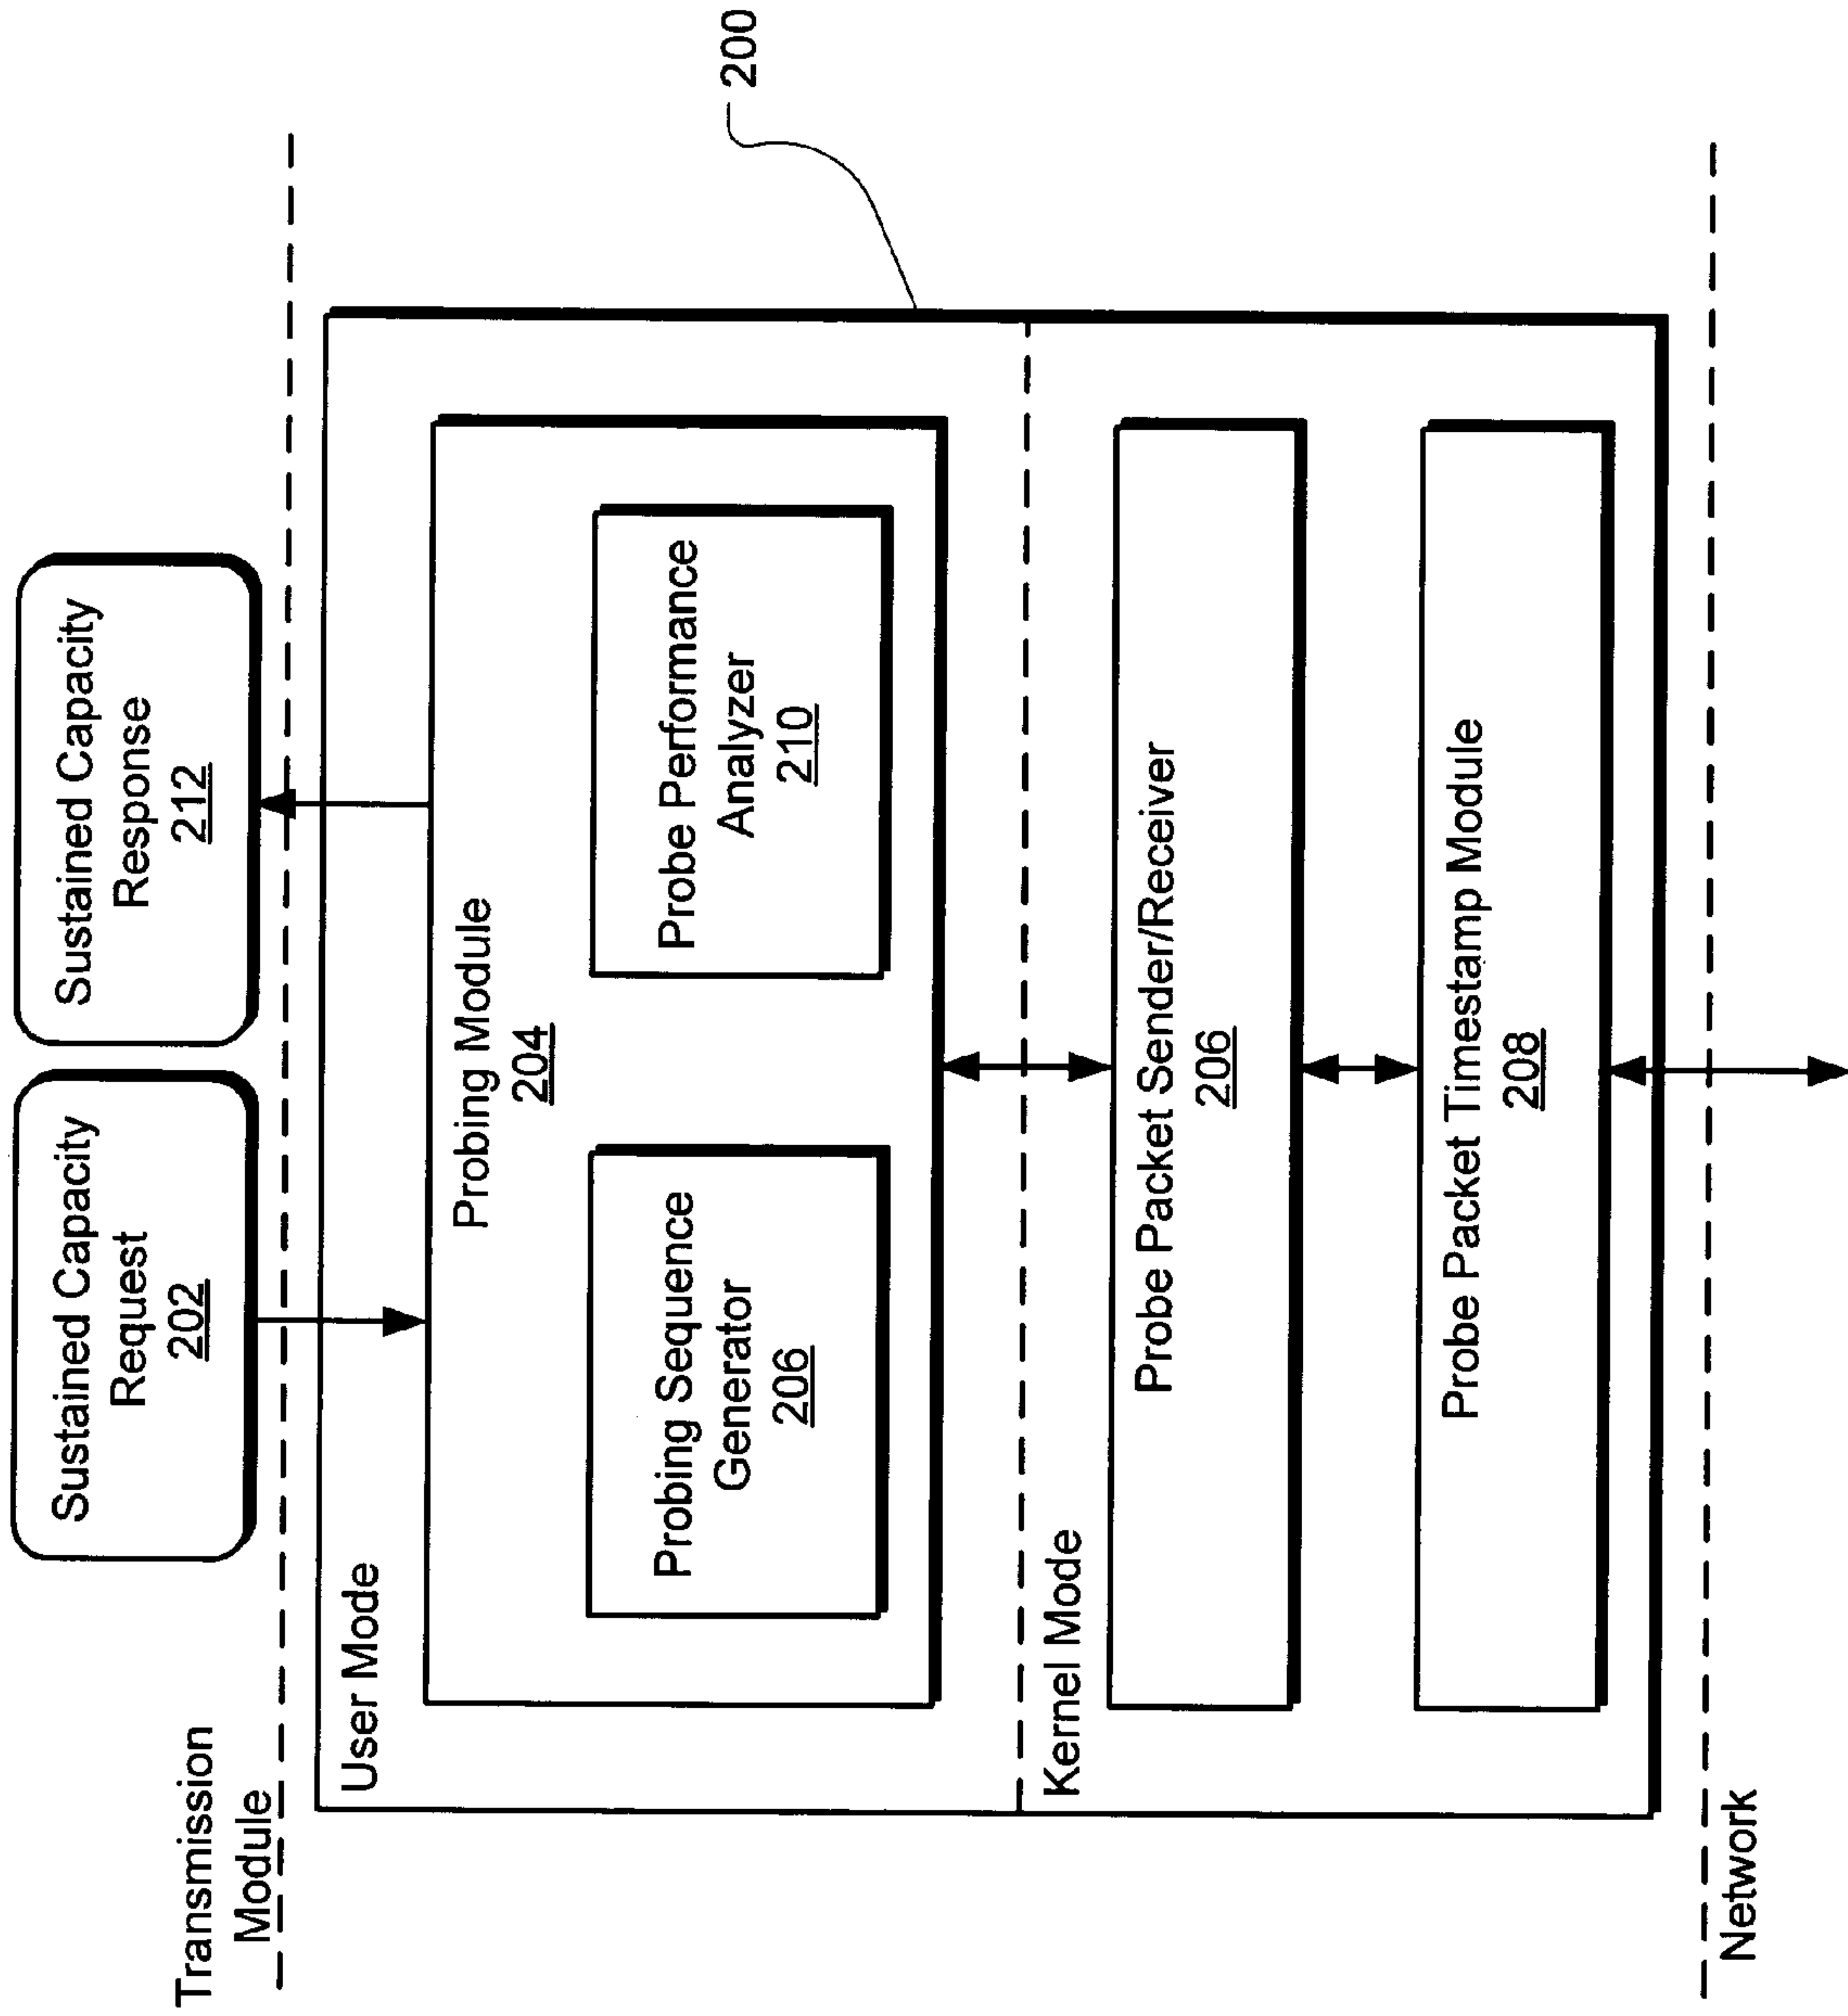 Transmission
Module
Sustained Capacity
Request
202
Sustained Capacity
Response
212
200
User Mode
Probing Module
204
Probing Sequence
Generator
206
Probe Performance
Analyzer
210
Kernel Mode
Probe Packet Sender/Receiver
206
Probe Packet Timestamp Module
208
Network